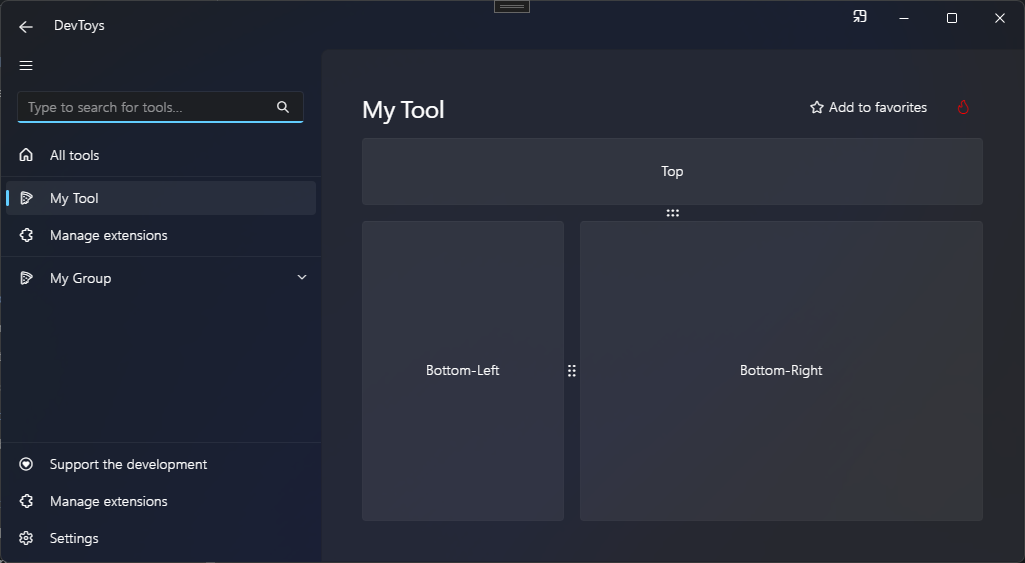 DevToys
Type to search for tools...
All tools
My Tool
Manage extensions
My Group
Support the development
Manage extensions
Settings
My Tool
Add to favorites
Top
Bottom-Left
Bottom-Right